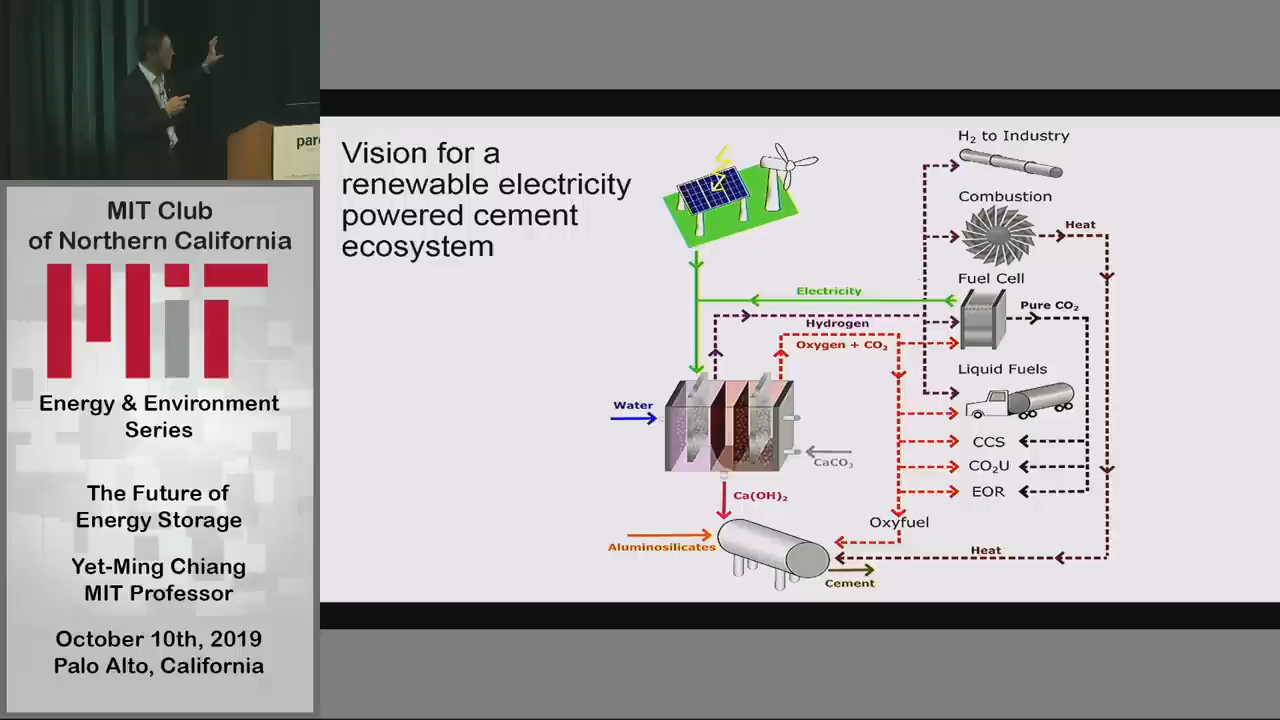 parc
MIT Club
of Northern California
MIT
Energy & Environment
Series
The Future of
Energy Storage
Yet-Ming Chiang
MIT Professor
October 10th, 2019
Palo Alto, California
Vision for a
renewable electricity
powered cement
ecosystem
H2 to Industry
Combustion
Heat
Fuel Cell
Electricity
Pure CO2
Hydrogen
Oxygen + CO2
Liquid Fuels
Water
CaCO3
CCS
CO2U
EOR
Ca(OH)2
Oxyfuel
Aluminosilicates
Heat
Cement